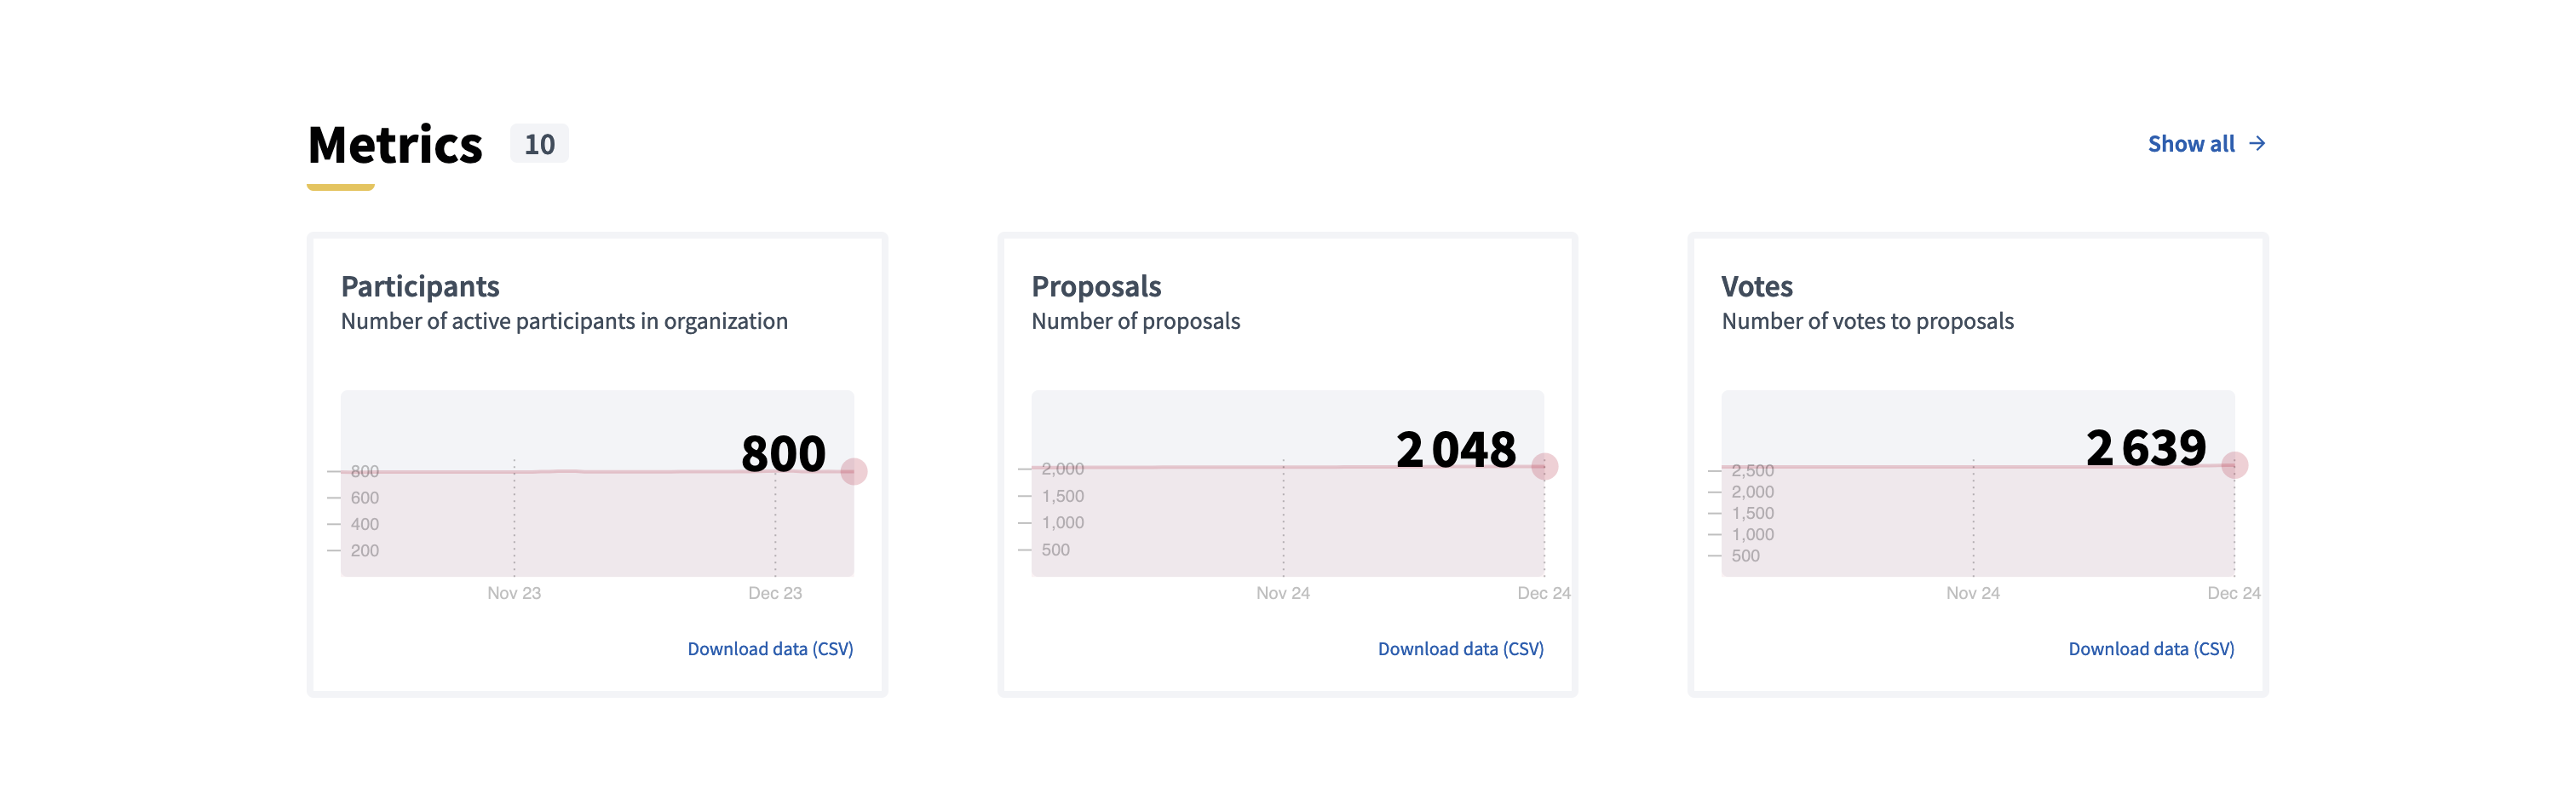 Metrics 10
Show all →
Participants
Number of active participants in organization
800
800
600
400
200
Nov 23 Dec 23
Download data (CSV)
Proposals
Number of proposals
2 048
2,000
1,500
1,000
500
Nov 24 Dec 24
Download data (CSV)
Votes
Number of votes to proposals
2 639
2,500
2,000
1,500
1,000
500
Nov 24 Dec 24
Download data (CSV)